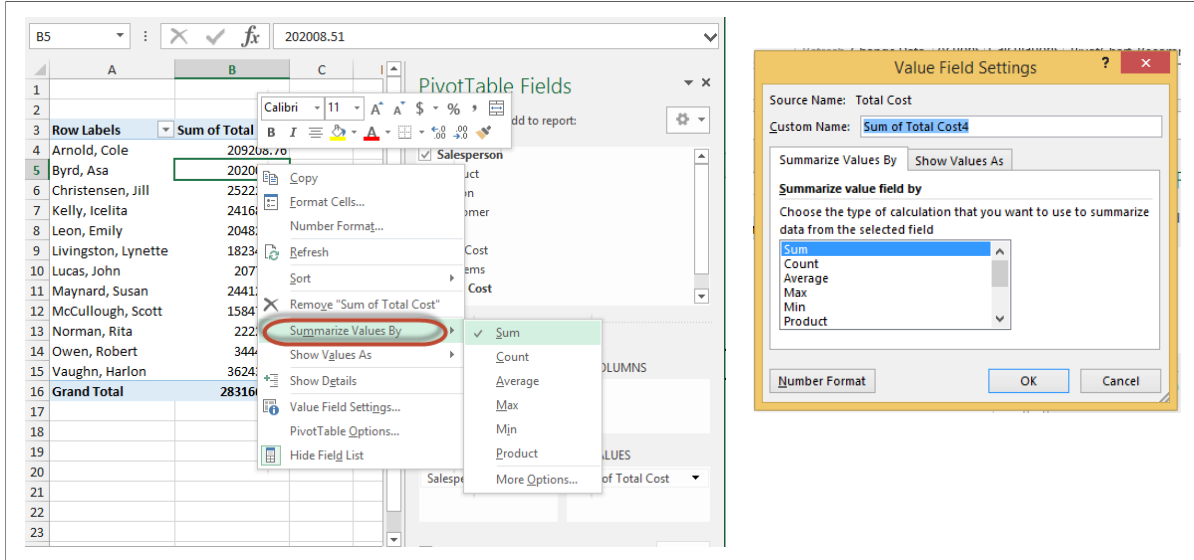 B5 fx 202008.51
A B C
PivotTable Fields
Calibri 11 A A $ % ,
B I A .00 .00
dd to report:
1
2
3 Row Labels Sum of Total
4 Arnold, Cole 209208.76
5 Byrd, Asa
6 Christensen, Jill
7 Kelly, Icelita
8 Leon, Emily
9 Livingston, Lynette
10 Lucas, John
11 Maynard, Susan
12 McCullough, Scott
13 Norman, Rita
14 Owen, Robert
15 Vaughn, Harlon
16 Grand Total
17
18
19
20
21
22
23
Copy
Format Cells...
Number Format...
Refresh
Sort
Remove "Sum of Total Cost"
Summarize Values By
Show Values As
Show Details
Value Field Settings...
PivotTable Options...
Hide Field List
Sum
Count
Average
Max
Min
Product
More Options...
Salesperson
Cost
Cost
of Total Cost
Value Field Settings ?
Source Name: Total Cost
Custom Name: Sum of Total Cost4
Summarize Values By Show Values As
Summarize value field by
Choose the type of calculation that you want to use to summarize
data from the selected field
Sum
Count
Average
Max
Min
Product
Number Format OK Cancel